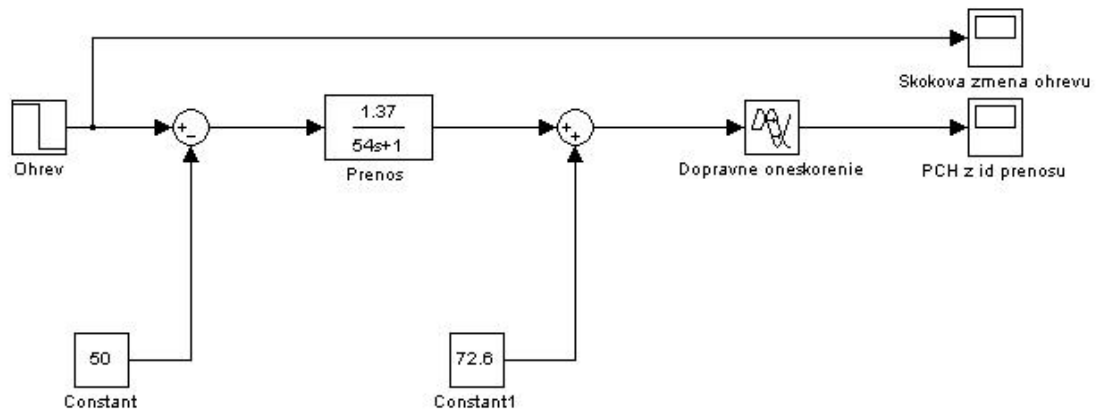 Skokova zmena ohrevu
Ohrev
+
−
1.37
54s+1
Prenos
+
+
Dopravne oneskorenie
PCH z id prenosu
50
Constant
72.6
Constant1